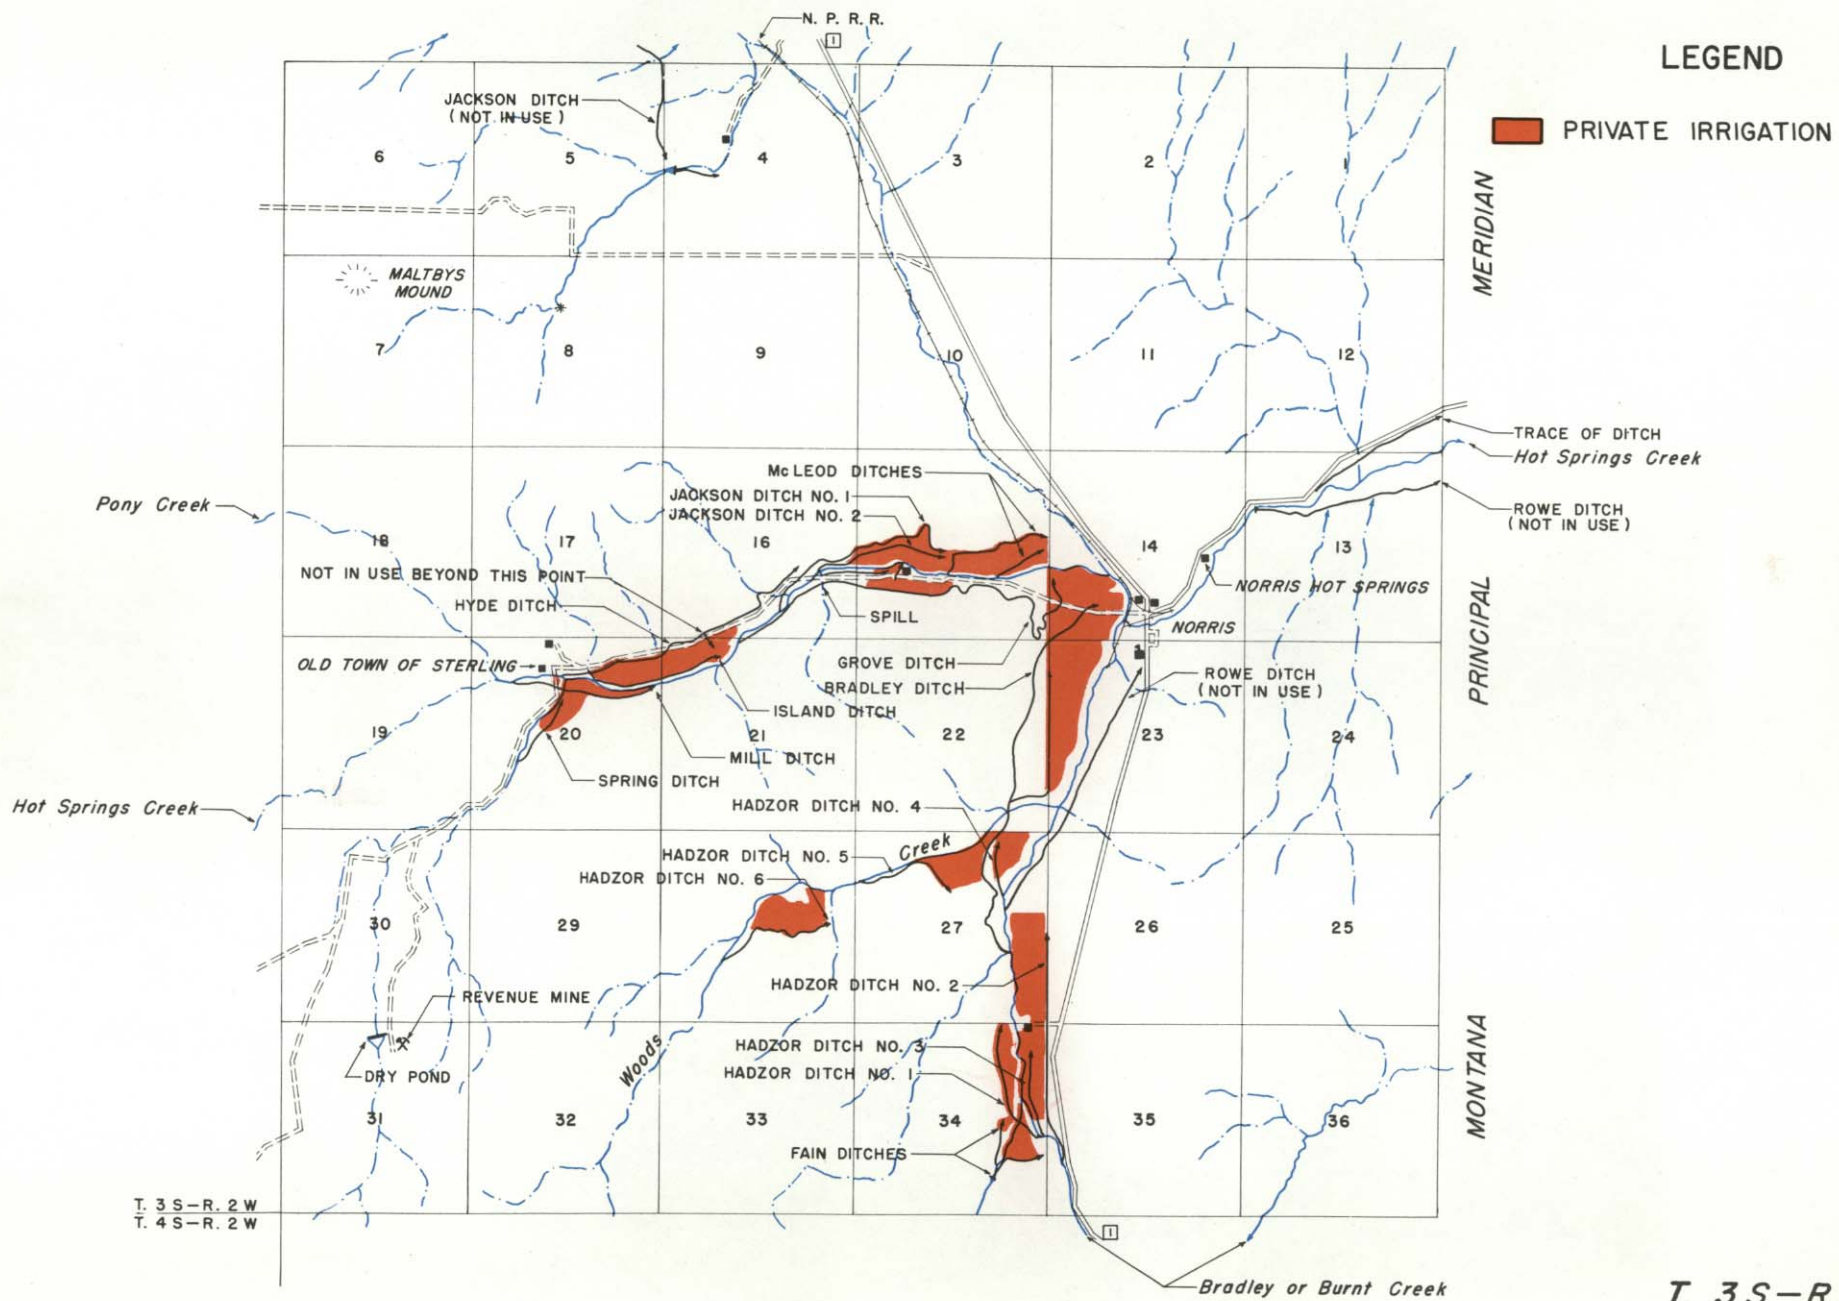 N. P. R. R.
1
LEGEND
PRIVATE IRRIGATION
JACKSON DITCH
(NOT IN USE)
6
5
4
3
2
1
MERIDIAN
MALTBYS
MOUND
7
8
9
10
11
12
TRACE OF DITCH
Hot Springs Creek
McLEOD DITCHES
JACKSON DITCH NO. 1
JACKSON DITCH NO. 2
Pony Creek
ROWE DITCH
(NOT IN USE)
18
17
16
14
13
NOT IN USE BEYOND THIS POINT
HYDE DITCH
NORRIS HOT SPRINGS
SPILL
NORRIS
PRINCIPAL
OLD TOWN OF STERLING
GROVE DITCH
BRADLEY DITCH
ROWE DITCH
(NOT IN USE)
ISLAND DITCH
19
20
21
22
23
24
MILL DITCH
SPRING DITCH
Hot Springs Creek
HADZOR DITCH NO. 4
Creek
HADZOR DITCH NO. 5
HADZOR DITCH NO. 6
30
29
27
26
25
HADZOR DITCH NO. 2
REVENUE MINE
Woods
HADZOR DITCH NO. 3
HADZOR DITCH NO. 1
DRY POND
MONTANA
31
32
33
34
35
36
FAIN DITCHES
T. 3 S-R. 2 W
T. 4 S-R. 2 W
1
Bradley or Burnt Creek
T. 3 S-R